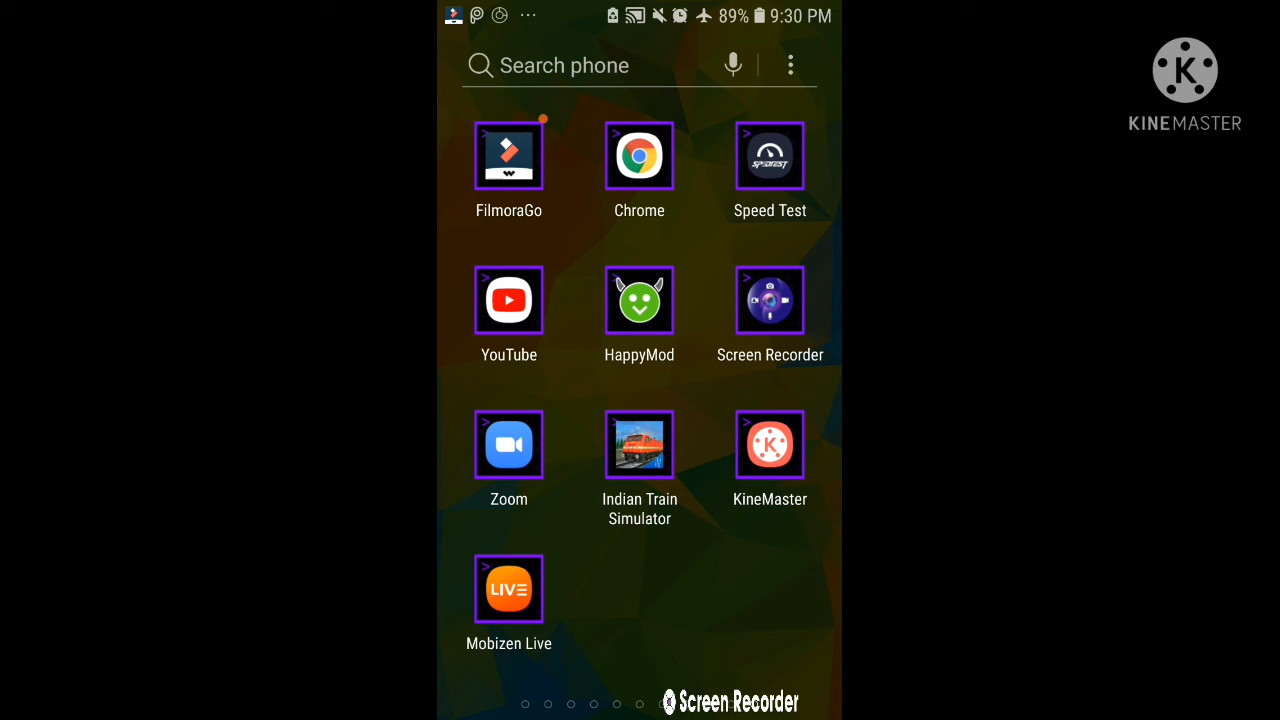 89% 9:30 PM
K
KINEMASTER
Search phone
FilmoraGo
Chrome
SPEEDTEST
Speed Test
YouTube
HappyMod
Screen Recorder
Zoom
Indian Train
Simulator
K
KineMaster
LIVE
Mobizen Live
Screen Recorder